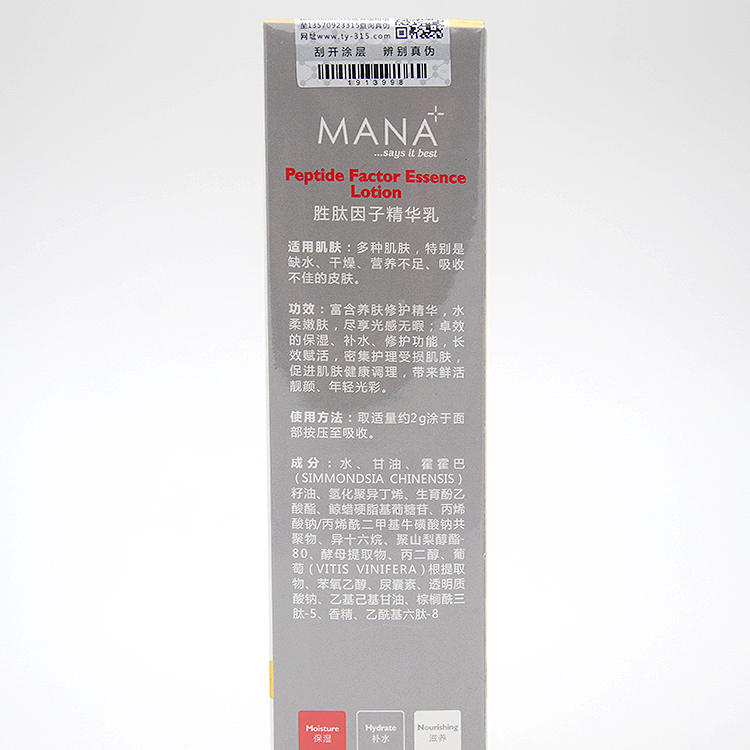 至13570923315查询真伪
网址www.ty-315.com
刮开涂层 辨别真伪
1913998
MANA+
...says it best
Peptide Factor Essence
Lotion
胜肽因子精华乳
适用肌肤：多种肌肤，特别是
缺水、干燥、营养不足、吸收
不佳的皮肤。
功效：富含养肤修护精华，水
柔嫩肤，尽享光感无暇；卓效
的保湿、补水、修护功能，长
效赋活，密集护理受损肌肤，
促进肌肤健康调理，带来鲜活
靓颜、年轻光彩。
使用方法：取适量约2g涂于面
部按压至吸收。
成分：水、甘油、霍霍巴
(SIMMONDSIA CHINENSIS)
籽油、氢化聚异丁烯、生育酚乙
酸酯、鲸蜡硬脂基葡糖苷、丙烯
酸钠/丙烯酰二甲基牛磺酸钠共
聚物、异十六烷、聚山梨醇酯-
80、酵母提取物、丙二醇、葡
萄(VITIS VINIFERA)根提取
物、苯氧乙醇、尿囊素、透明质
酸钠、乙基己基甘油、棕榈酰三
肽-5、香精、乙酰基六肽-8
Moisture
保湿
Hydrate
补水
Nourishing
滋养